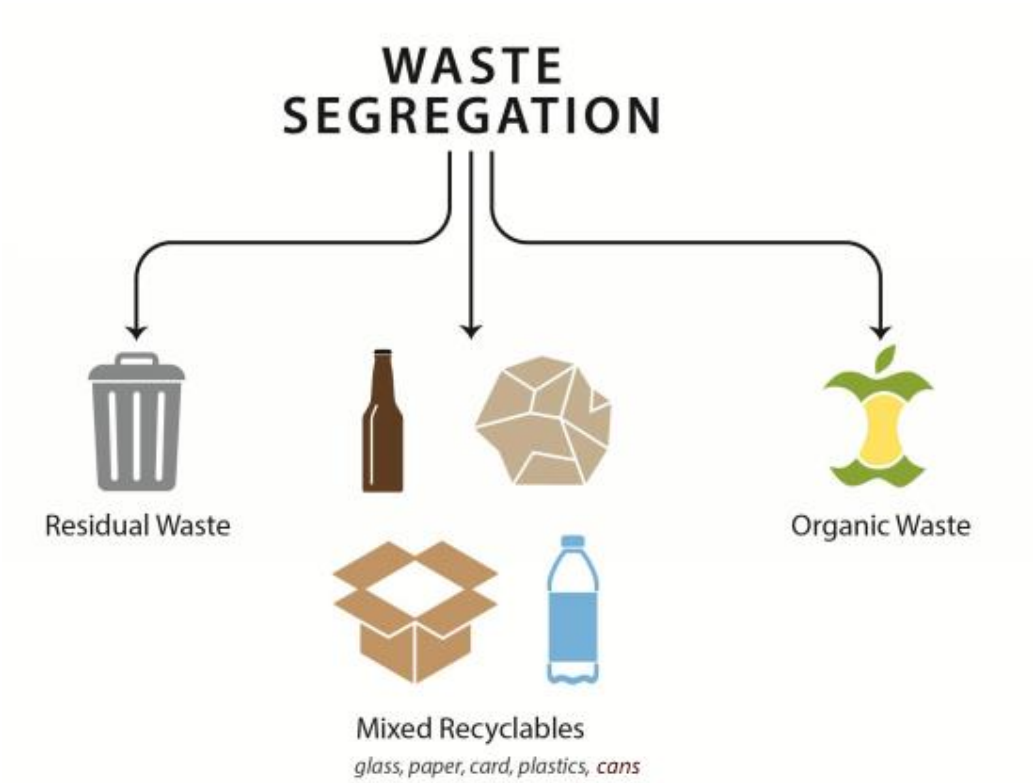 WASTE
SEGREGATION
Residual Waste
Organic Waste
Mixed Recyclables
glass, paper, card, plastics, cans